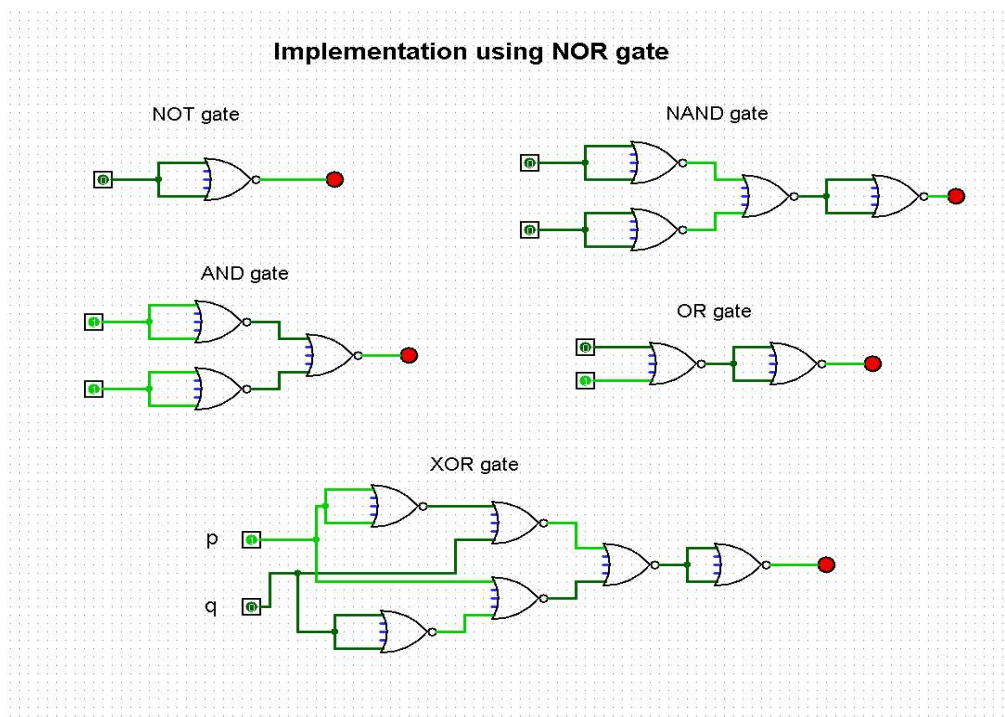 Implementation using NOR gate
NOT gate
NAND gate
AND gate
OR gate
XOR gate
p
q